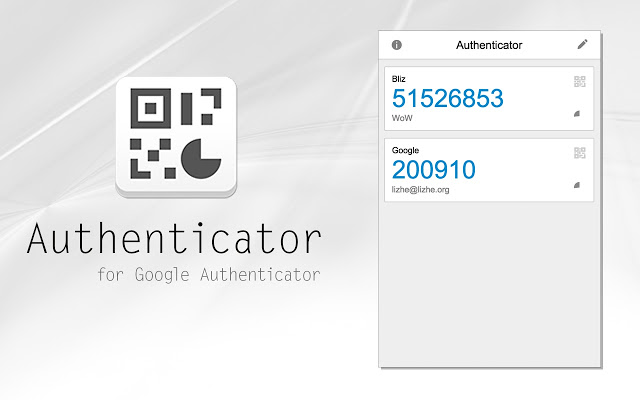 Authenticator
for Google Authenticator
Authenticator
Bliz
51526853
WoW
Google
200910
lizhe@lizhe.org